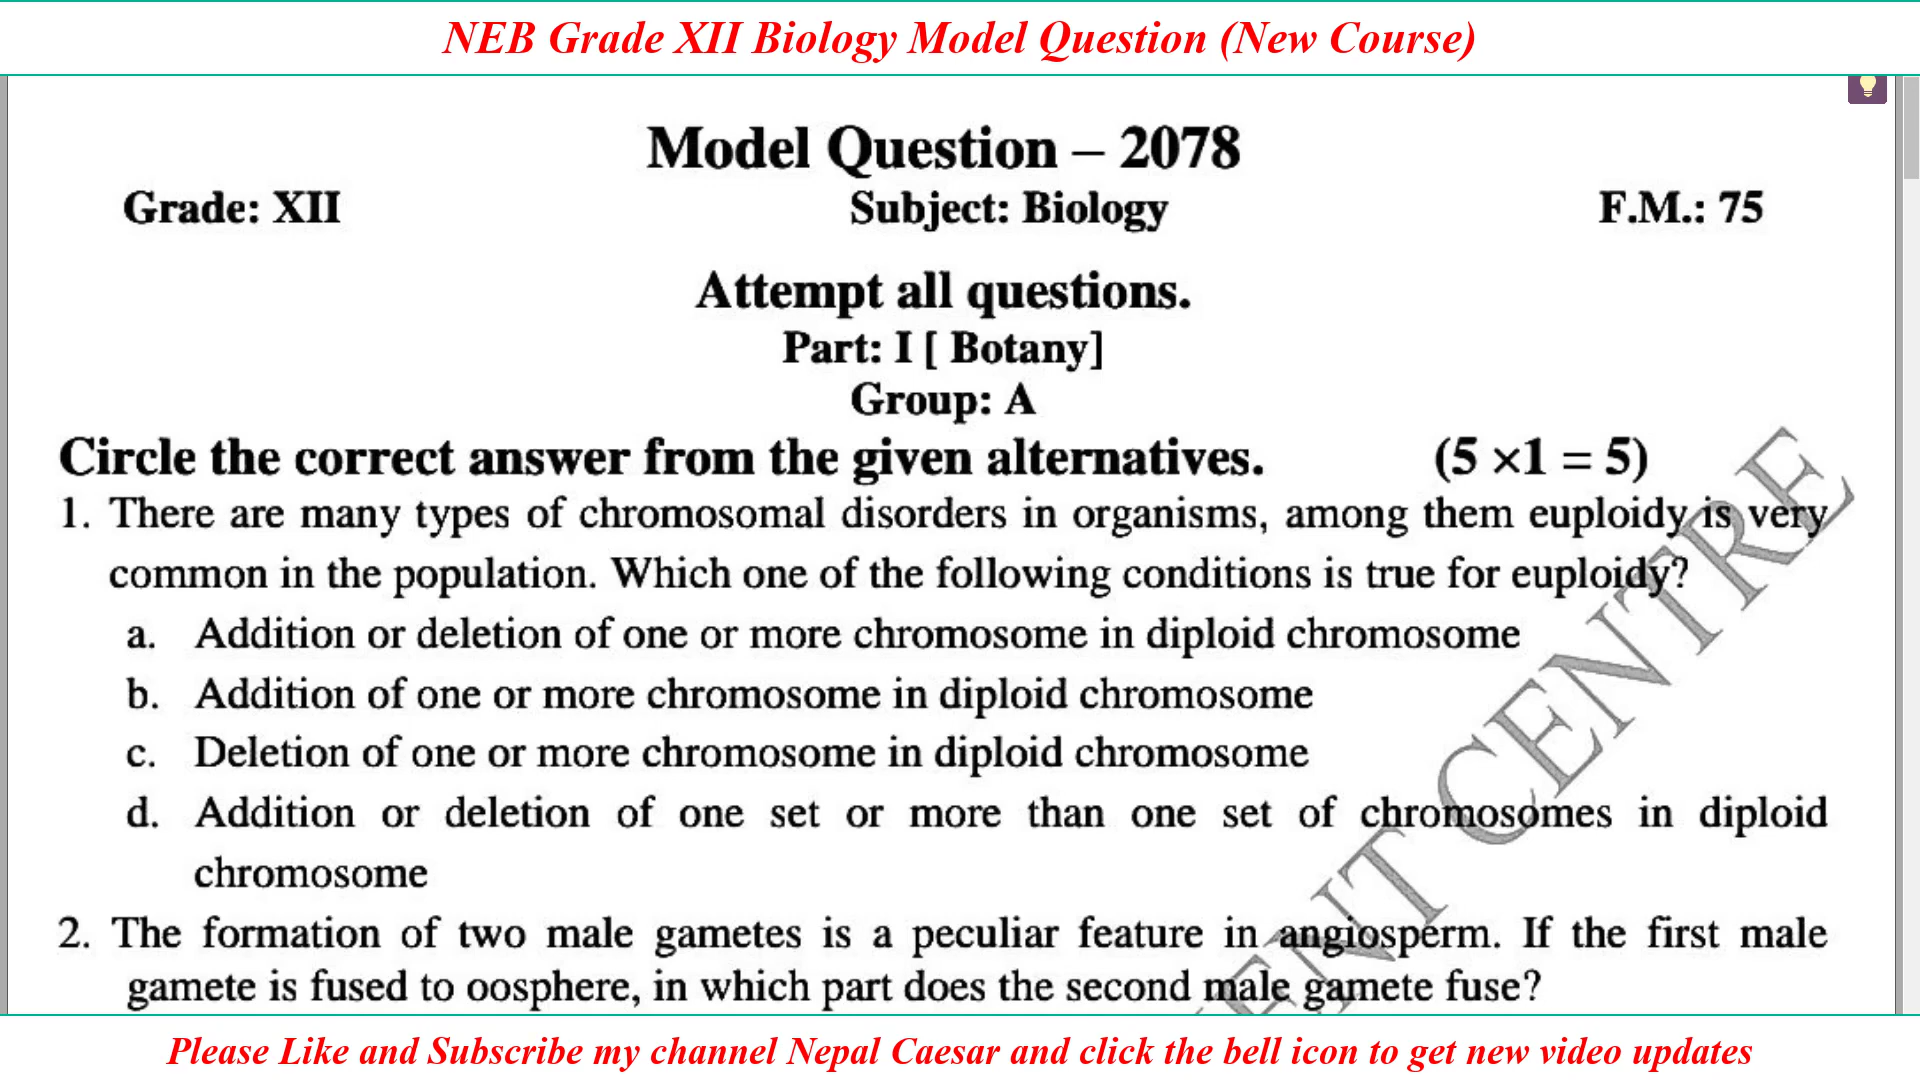 NEB Grade XII Biology Model Question (New Course)
Model Question – 2078
Grade: XII Subject: Biology F.M.: 75
Attempt all questions.
Part: I [ Botany]
Group: A
Circle the correct answer from the given alternatives. (5 ×1 = 5)
1. There are many types of chromosomal disorders in organisms, among them euploidy is very
common in the population. Which one of the following conditions is true for euploidy?
a. Addition or deletion of one or more chromosome in diploid chromosome
b. Addition of one or more chromosome in diploid chromosome
c. Deletion of one or more chromosome in diploid chromosome
d. Addition or deletion of one set or more than one set of chromosomes in diploid
chromosome
2. The formation of two male gametes is a peculiar feature in angiosperm. If the first male
gamete is fused to oosphere, in which part does the second male gamete fuse?
CENTRE
Please Like and Subscribe my channel Nepal Caesar and click the bell icon to get new video updates